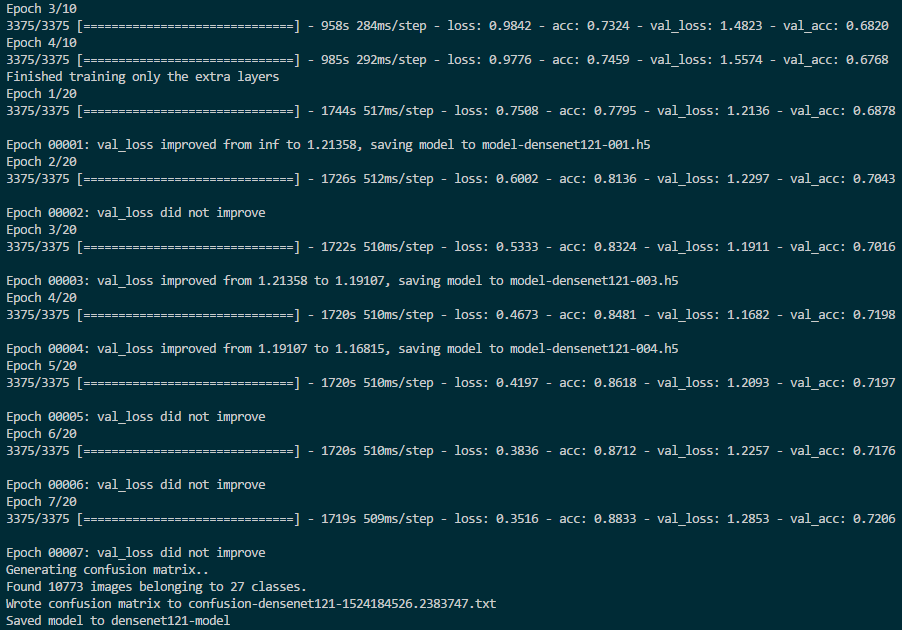 Epoch 3/10
3375/3375 [==============================] - 958s 284ms/step - loss: 0.9842 - acc: 0.7324 - val_loss: 1.4823 - val_acc: 0.6820
Epoch 4/10
3375/3375 [==============================] - 985s 292ms/step - loss: 0.9776 - acc: 0.7459 - val_loss: 1.5574 - val_acc: 0.6768
Finished training only the extra layers
Epoch 1/20
3375/3375 [==============================] - 1744s 517ms/step - loss: 0.7508 - acc: 0.7795 - val_loss: 1.2136 - val_acc: 0.6878
Epoch 00001: val_loss improved from inf to 1.21358, saving model to model-densenet121-001.h5
Epoch 2/20
3375/3375 [==============================] - 1726s 512ms/step - loss: 0.6002 - acc: 0.8136 - val_loss: 1.2297 - val_acc: 0.7043
Epoch 00002: val_loss did not improve
Epoch 3/20
3375/3375 [==============================] - 1722s 510ms/step - loss: 0.5333 - acc: 0.8324 - val_loss: 1.1911 - val_acc: 0.7016
Epoch 00003: val_loss improved from 1.21358 to 1.19107, saving model to model-densenet121-003.h5
Epoch 4/20
3375/3375 [==============================] - 1720s 510ms/step - loss: 0.4673 - acc: 0.8481 - val_loss: 1.1682 - val_acc: 0.7198
Epoch 00004: val_loss improved from 1.19107 to 1.16815, saving model to model-densenet121-004.h5
Epoch 5/20
3375/3375 [==============================] - 1720s 510ms/step - loss: 0.4197 - acc: 0.8618 - val_loss: 1.2093 - val_acc: 0.7197
Epoch 00005: val_loss did not improve
Epoch 6/20
3375/3375 [==============================] - 1720s 510ms/step - loss: 0.3836 - acc: 0.8712 - val_loss: 1.2257 - val_acc: 0.7176
Epoch 00006: val_loss did not improve
Epoch 7/20
3375/3375 [==============================] - 1719s 509ms/step - loss: 0.3516 - acc: 0.8833 - val_loss: 1.2853 - val_acc: 0.7206
Epoch 00007: val_loss did not improve
Generating confusion matrix..
Found 10773 images belonging to 27 classes.
Wrote confusion matrix to confusion-densenet121-1524184526.2383747.txt
Saved model to densenet121-model